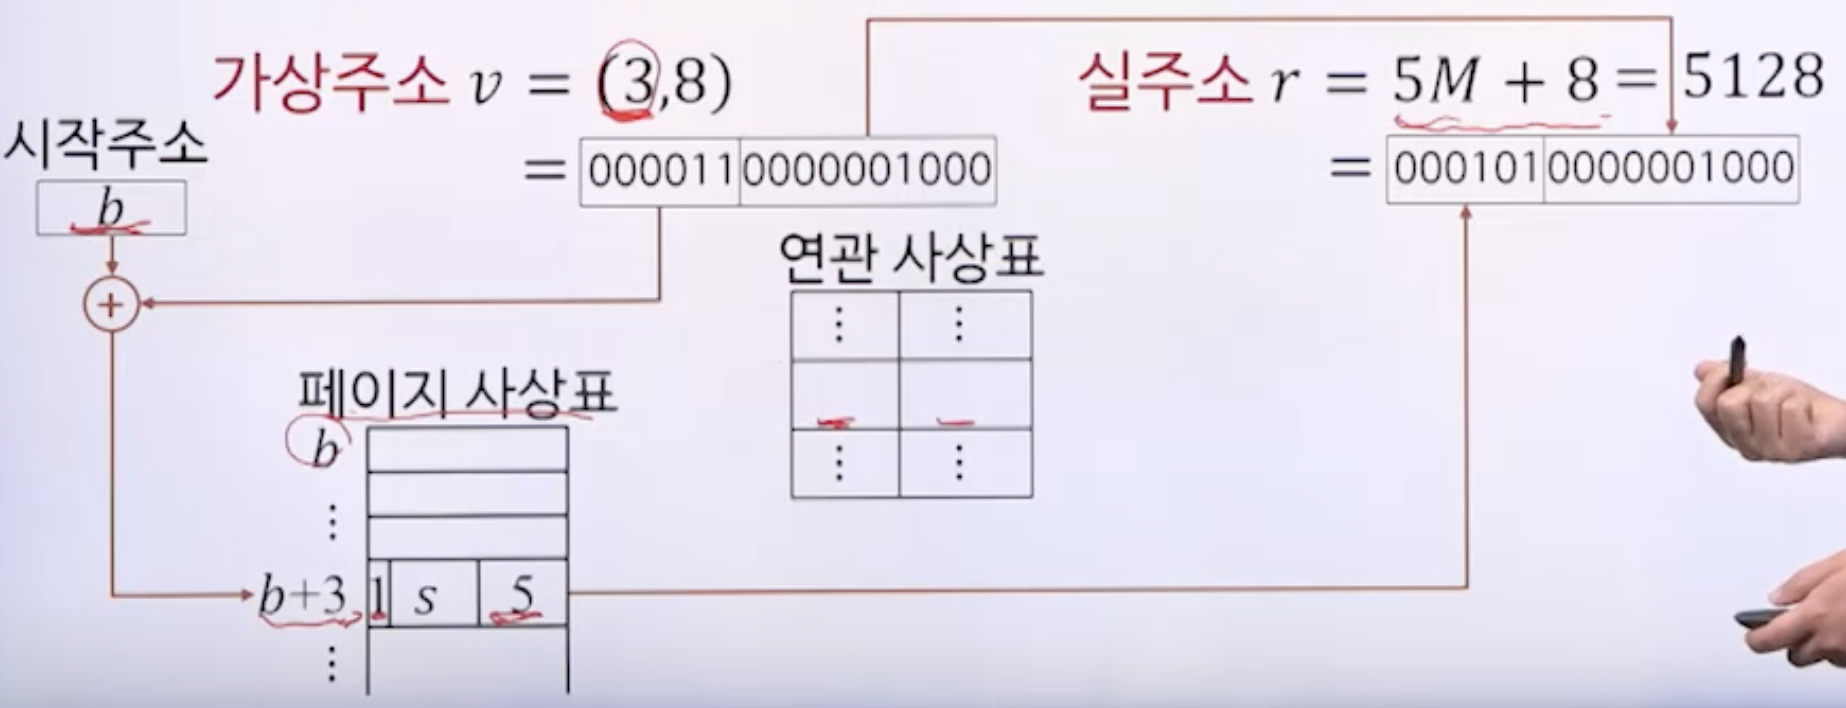 가상주소 v = (3,8)
= 000011 0000001000
실주소 r = 5M + 8 = 5128
= 000101 0000001000
시작주소
b
+
연관 사상표
⋮ ⋮
⋮ ⋮
페이지 사상표
b
⋮
b+3 1 s 5
⋮